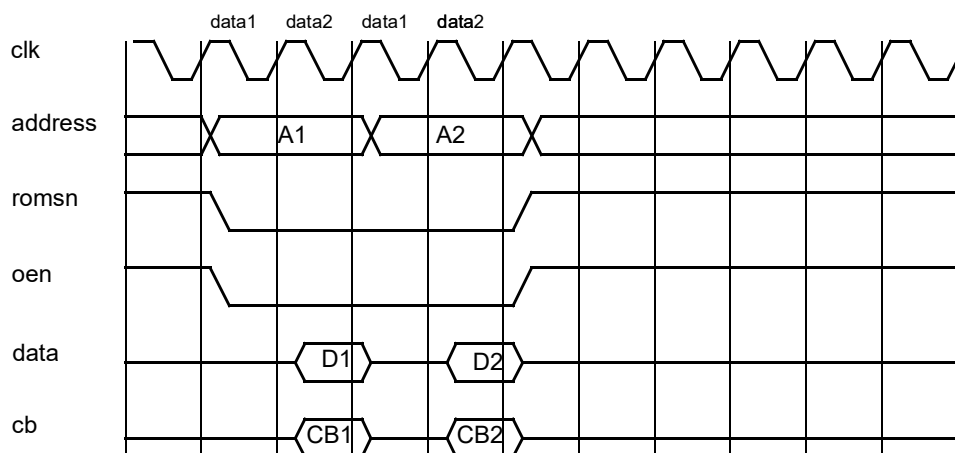 data1 data2 data1 data2
clk
address A1 A2
romsn
oen
data D1 D2
cb CB1 CB2